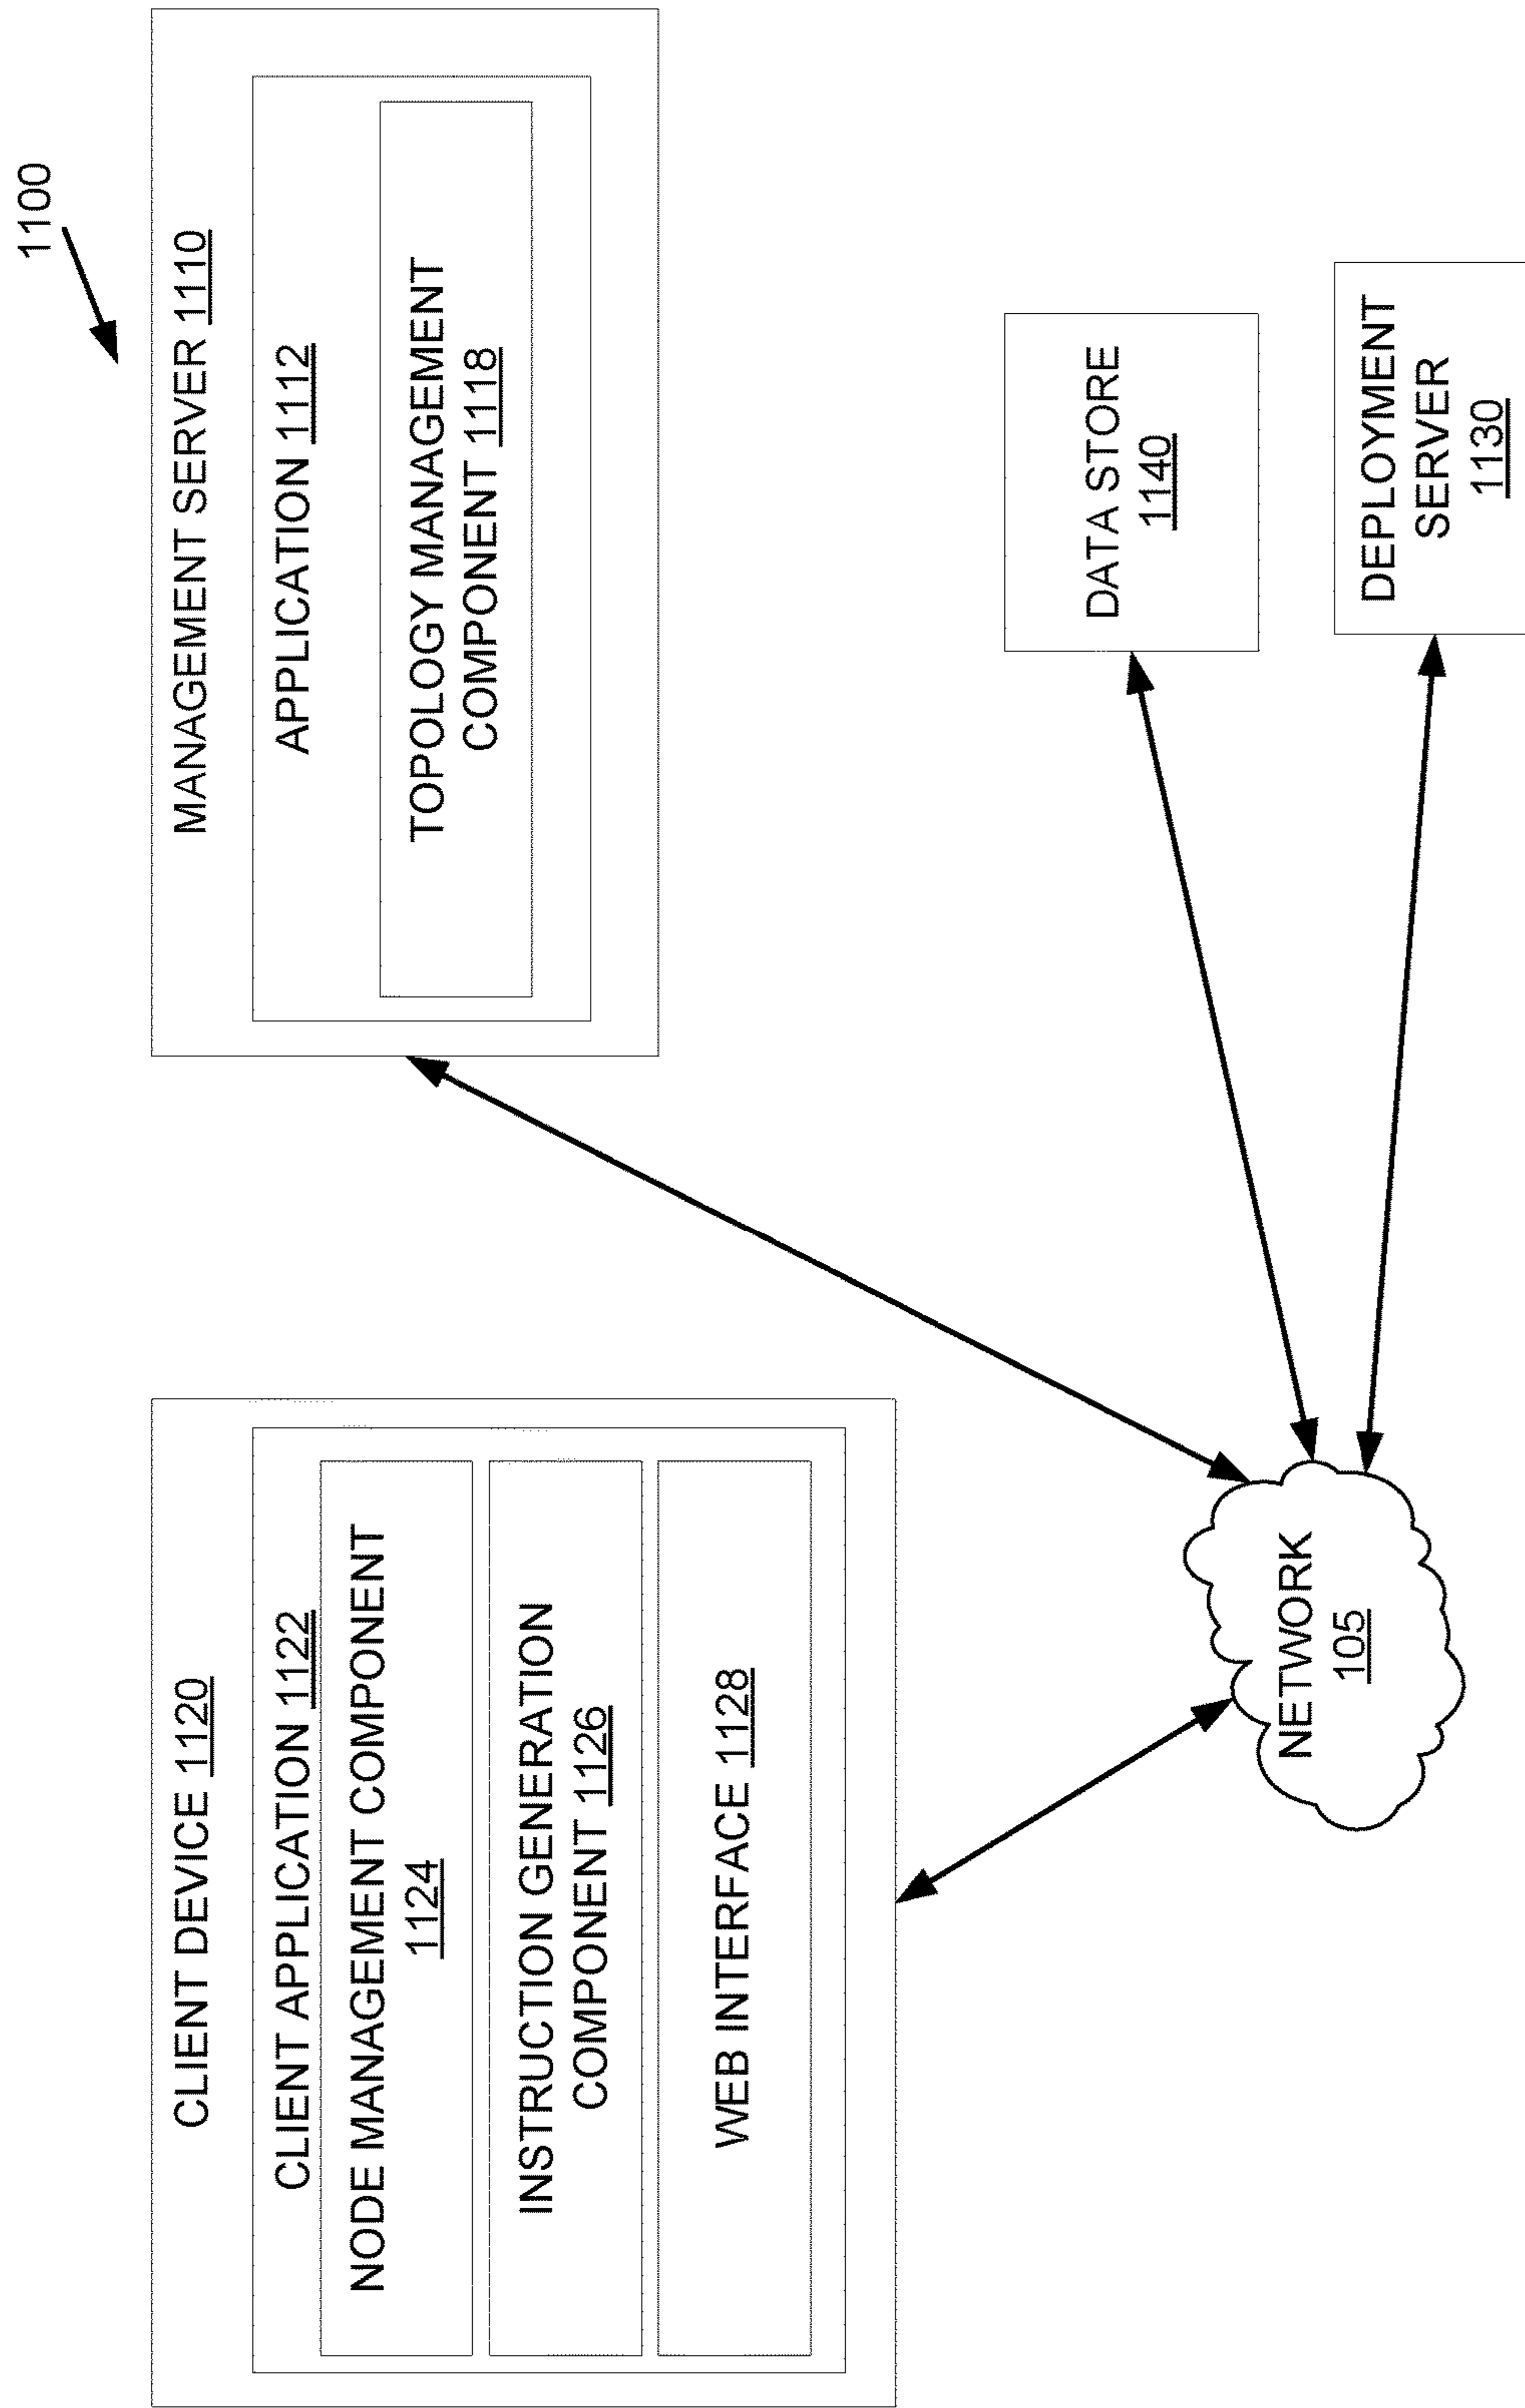 1100
CLIENT DEVICE 1120
CLIENT APPLICATION 1122
NODE MANAGEMENT COMPONENT
1124
INSTRUCTION GENERATION
COMPONENT 1126
WEB INTERFACE 1128
MANAGEMENT SERVER 1110
APPLICATION 1112
TOPOLOGY MANAGEMENT
COMPONENT 1118
NETWORK
105
DATA STORE
1140
DEPLOYMENT
SERVER
1130